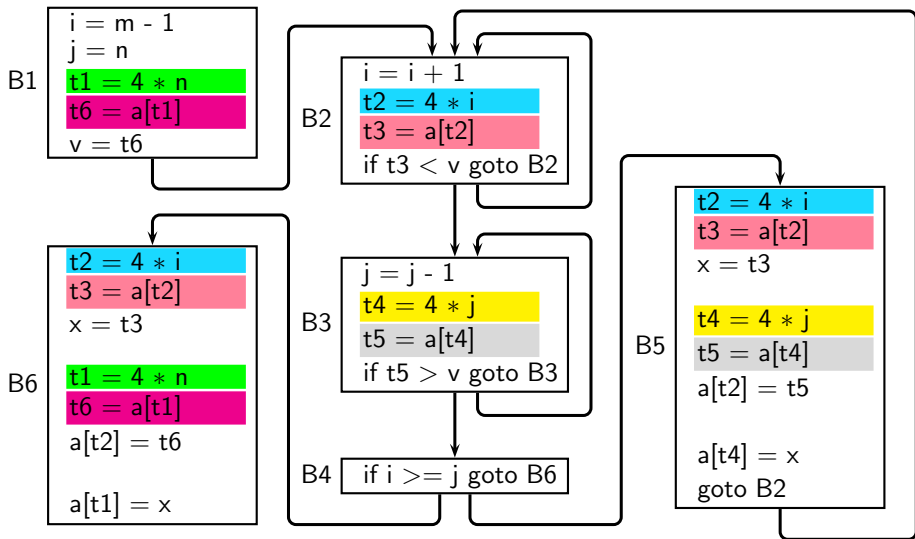 B1
i = m - 1
j = n
t1 = 4 * n
t6 = a[t1]
v = t6
B2
i = i + 1
t2 = 4 * i
t3 = a[t2]
if t3 < v goto B2
B3
j = j - 1
t4 = 4 * j
t5 = a[t4]
if t5 > v goto B3
B4
if i >= j goto B6
B5
t2 = 4 * i
t3 = a[t2]
x = t3
t4 = 4 * j
t5 = a[t4]
a[t2] = t5
a[t4] = x
goto B2
B6
t2 = 4 * i
t3 = a[t2]
x = t3
t1 = 4 * n
t6 = a[t1]
a[t2] = t6
a[t1] = x